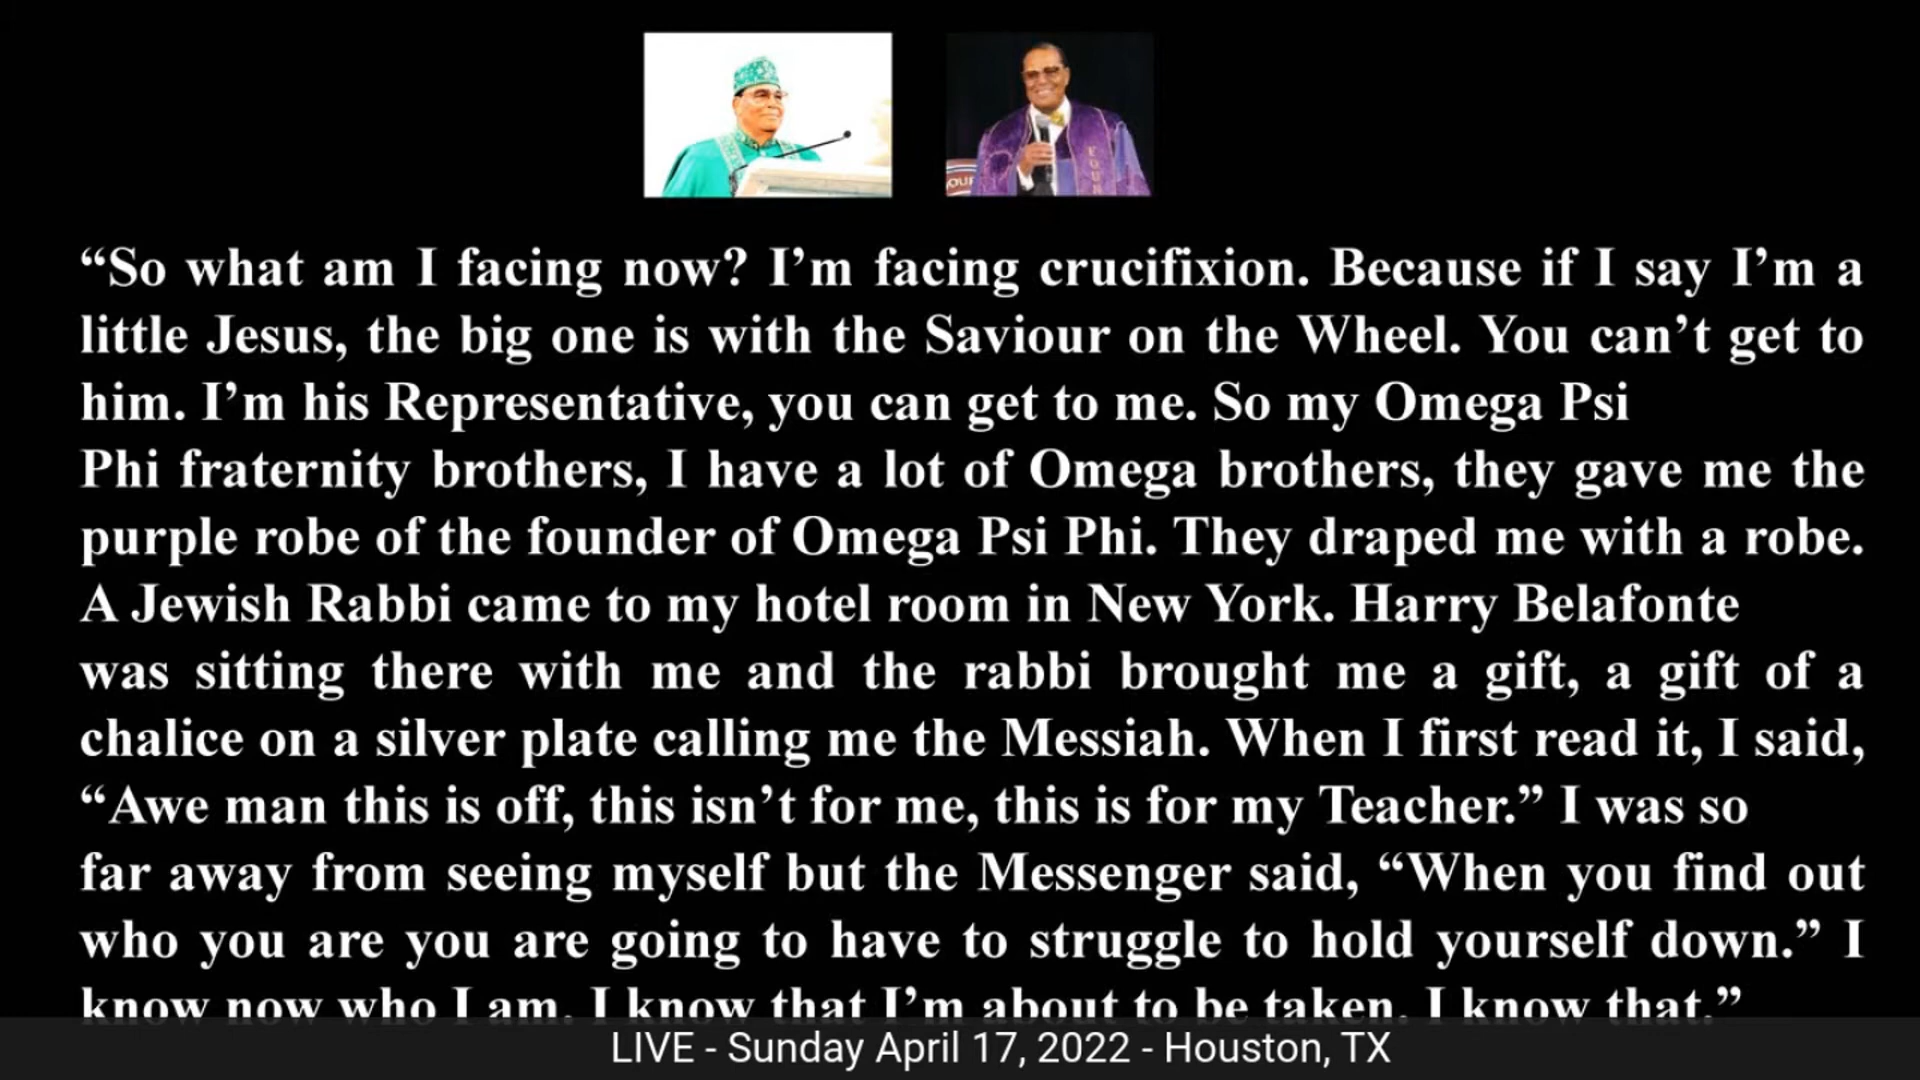 FOUN
OUR
“So what am I facing now? I’m facing crucifixion. Because if I say I’m a
little Jesus, the big one is with the Saviour on the Wheel. You can’t get to
him. I’m his Representative, you can get to me. So my Omega Psi
Phi fraternity brothers, I have a lot of Omega brothers, they gave me the
purple robe of the founder of Omega Psi Phi. They draped me with a robe.
A Jewish Rabbi came to my hotel room in New York. Harry Belafonte
was sitting there with me and the rabbi brought me a gift, a gift of a
chalice on a silver plate calling me the Messiah. When I first read it, I said,
“Awe man this is off, this isn’t for me, this is for my Teacher.” I was so
far away from seeing myself but the Messenger said, “When you find out
who you are you are going to have to struggle to hold yourself down.” I
know now who I am. I know that I’m about to be taken. I know that.”
LIVE - Sunday April 17, 2022 - Houston, TX